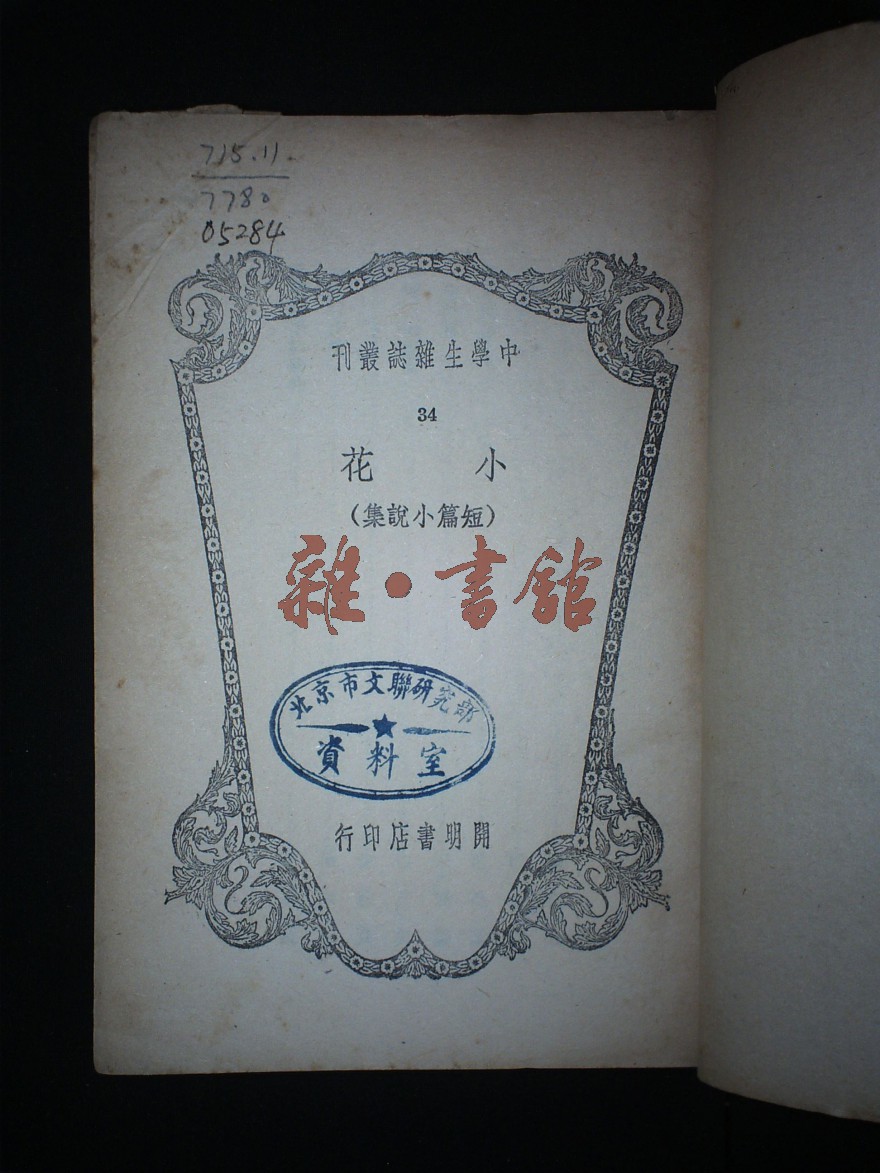 715.11
7780
05284
中學生雜誌叢刊
34
小花
(短篇小說集)
雜·書館
北京市文聯研究部
資料室
開明書店印行